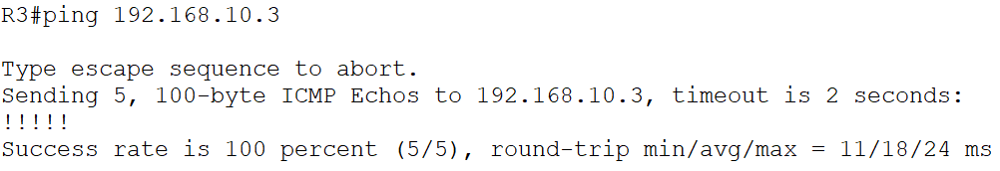 R3#ping 192.168.10.3
Type escape sequence to abort.
Sending 5, 100-byte ICMP Echos to 192.168.10.3, timeout is 2 seconds:
!!!!!
Success rate is 100 percent (5/5), round-trip min/avg/max = 11/18/24 ms